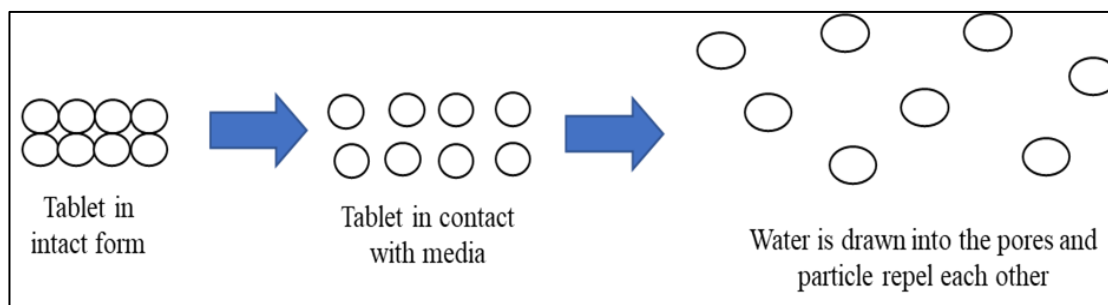 Tablet in
intact form
Tablet in contact
with media
Water is drawn into the pores and
particle repel each other